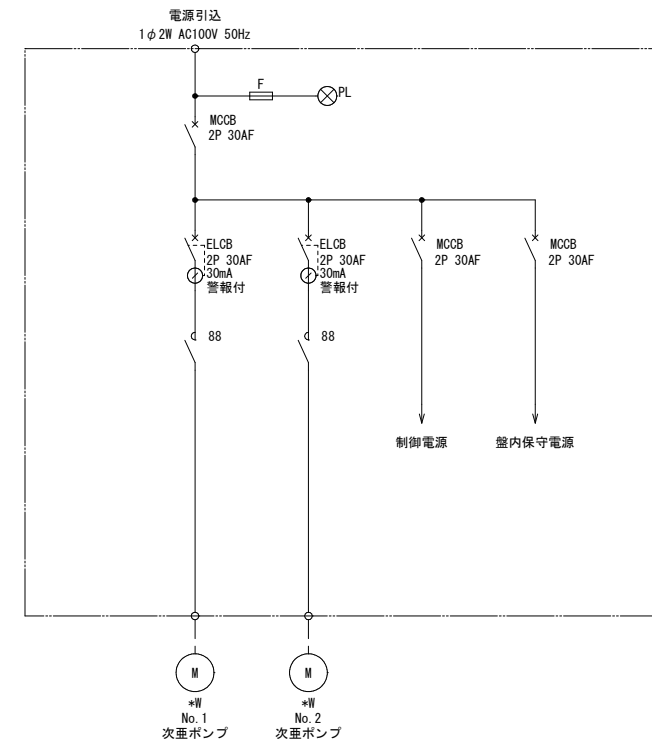 電源引込
1φ2W AC100V 50Hz
F
PL
MCCB
2P 30AF
ELCB
2P 30AF
30mA
警報付
ELCB
2P 30AF
30mA
警報付
MCCB
2P 30AF
MCCB
2P 30AF
88
88
制御電源
盤内保守電源
M
M
*W
No.1
次亜ポンプ
*W
No.2
次亜ポンプ